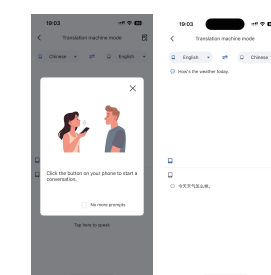 19:03
Translation machine mode
Chinese
English
Click the button on your phone to start a
conversation.
No more prompts
Tap here to speak
19:03
Translation machine mode
English
Chinese
How's the weather today.
今天天气怎么样。